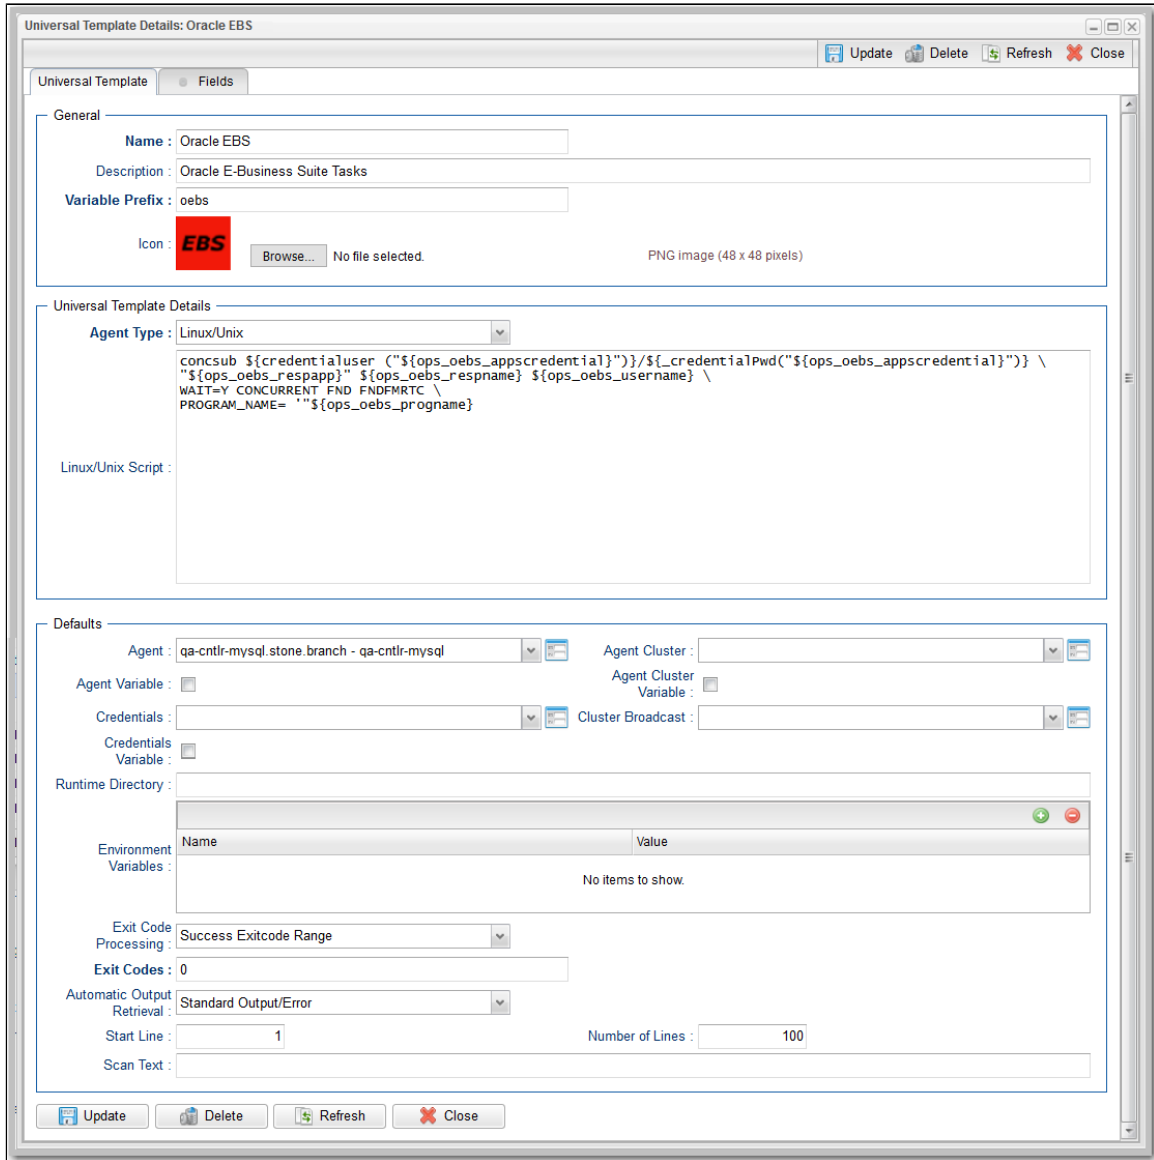 Universal Template Details: Oracle EBS
Update Delete Refresh Close
Universal Template Fields
General
Name : Oracle EBS
Description : Oracle E-Business Suite Tasks
Variable Prefix : oebs
Icon : EBS Browse... No file selected. PNG image (48 x 48 pixels)
Universal Template Details
Agent Type : Linux/Unix
concsub ${credentialuser ("${ops_oebs_appscredential}")}/${_credentialPwd("${ops_oebs_appscredential}")} \
"${ops_oebs_respapp}" ${ops_oebs_respname} ${ops_oebs_username} \
WAIT=Y CONCURRENT FND FNDFMRTC \
PROGRAM_NAME= '"${ops_oebs_progname}
Linux/Unix Script :
Defaults
Agent : qa-cntlr-mysql.stone.branch - qa-cntlr-mysql Agent Cluster :
Agent Variable : Agent Cluster
Variable :
Credentials : Cluster Broadcast :
Credentials
Variable :
Runtime Directory :
Name Value
Environment
Variables :
No items to show.
Exit Code
Processing : Success Exitcode Range
Exit Codes : 0
Automatic Output
Retrieval : Standard Output/Error
Start Line : 1 Number of Lines : 100
Scan Text :
Update Delete Refresh Close